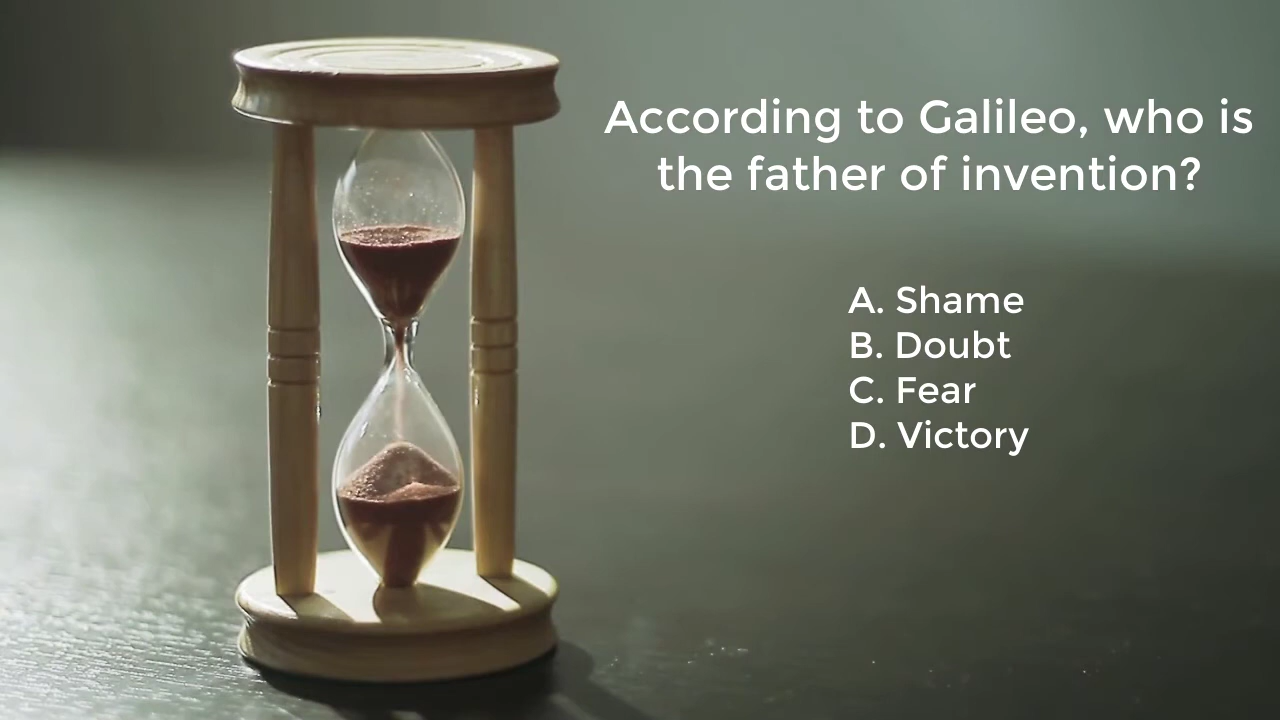 According to Galileo, who is
the father of invention?
A. Shame
B. Doubt
C. Fear
D. Victory